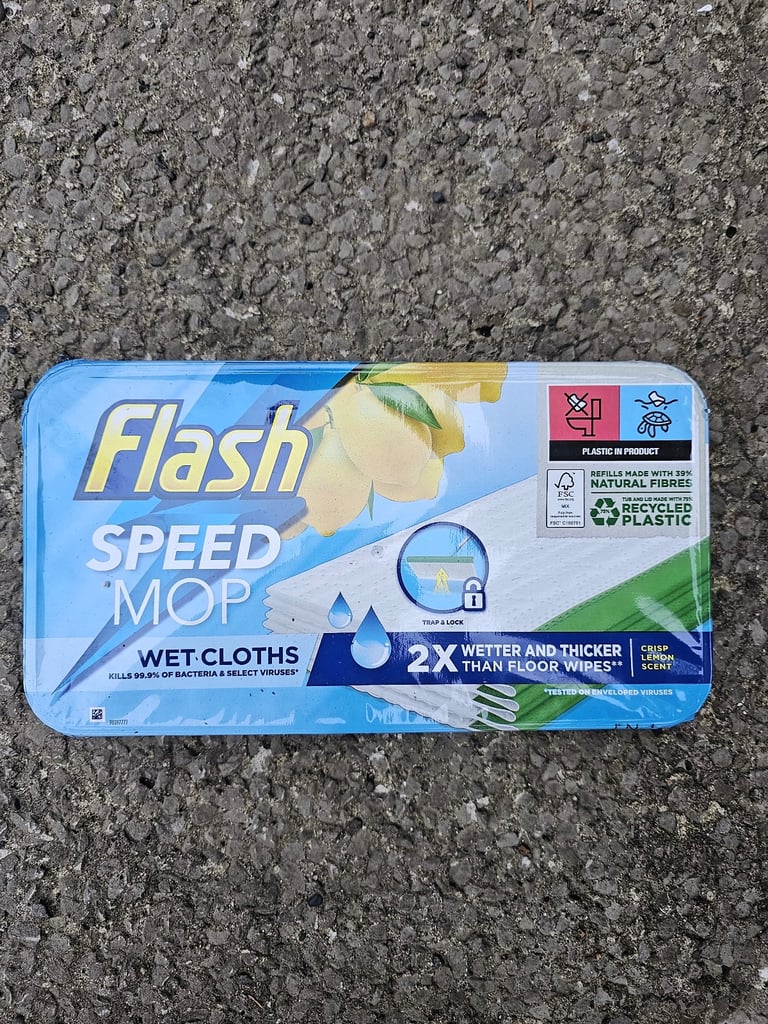 Flash
SPEED
MOP
WET CLOTHS
KILLS 99.9% OF BACTERIA & SELECT VIRUSES*
TRAP & LOCK
2X WETTER AND THICKER
THAN FLOOR WIPES**
CRISP
LEMON
SCENT
*TESTED ON ENVELOPED VIRUSES
PLASTIC IN PRODUCT
FSC
MIX
REFILLS MADE WITH 39%
NATURAL FIBRES
TUB AND LID MADE WITH 75%
75%
RECYCLED
PLASTIC